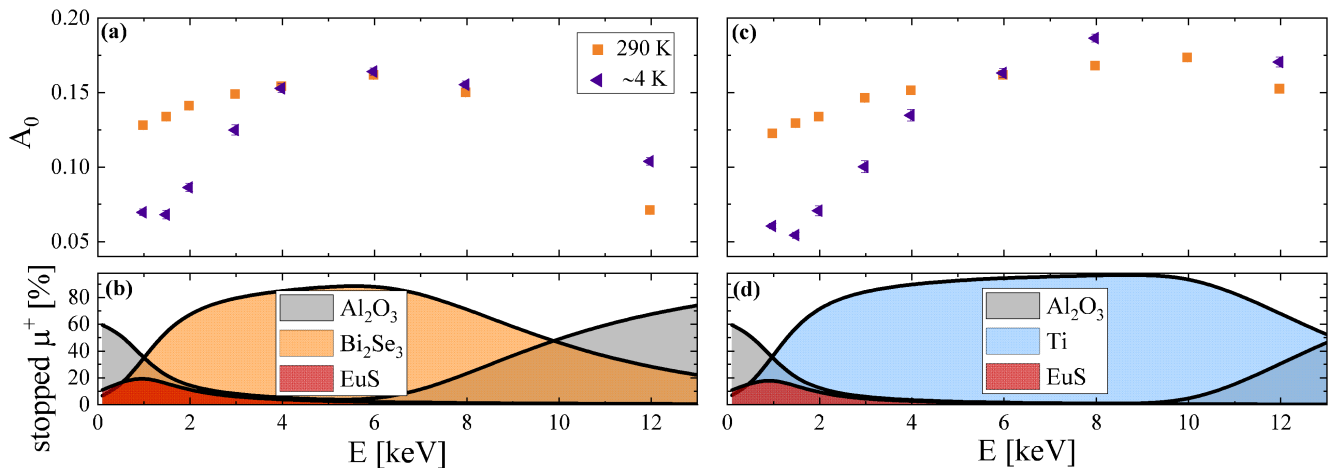 0.20
(a)
(c)
290 K
~4 K
0.15
A0
0.10
0.05
stopped μ+ [%]
80
(b)
(d)
Al2O3
Al2O3
60
Bi2Se3
Ti
40
EuS
EuS
20
0
0 2 4 6 8 10 12
0 2 4 6 8 10 12
E [keV]
E [keV]